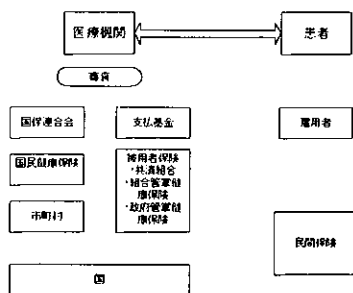 医療機関
患者
審査
国保連合会
支払基金
雇用者
国民健康保険
被用者保険
・共済組合
・組合管掌健
康保険
・政府管掌健
康保険
市町村
民間保険
国